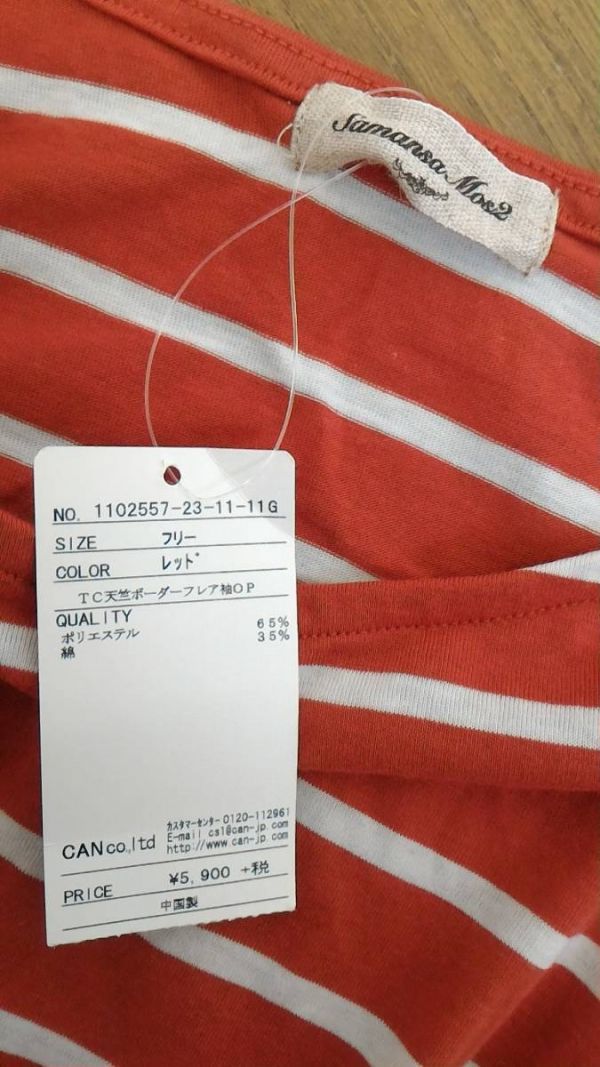 Samansa Mos2
NO. 1102557-23-11-11G
SIZE フリー
COLOR レッド
TC天竺ボーダーフレア袖OP
QUALITY
ポリエステル 65%
綿 35%
カスタマーセンター 0120-112961
E-mail cs1@can-jp.com
CAN co.,ltd http://www.can-jp.com
PRICE ¥5,900 +税
中国製